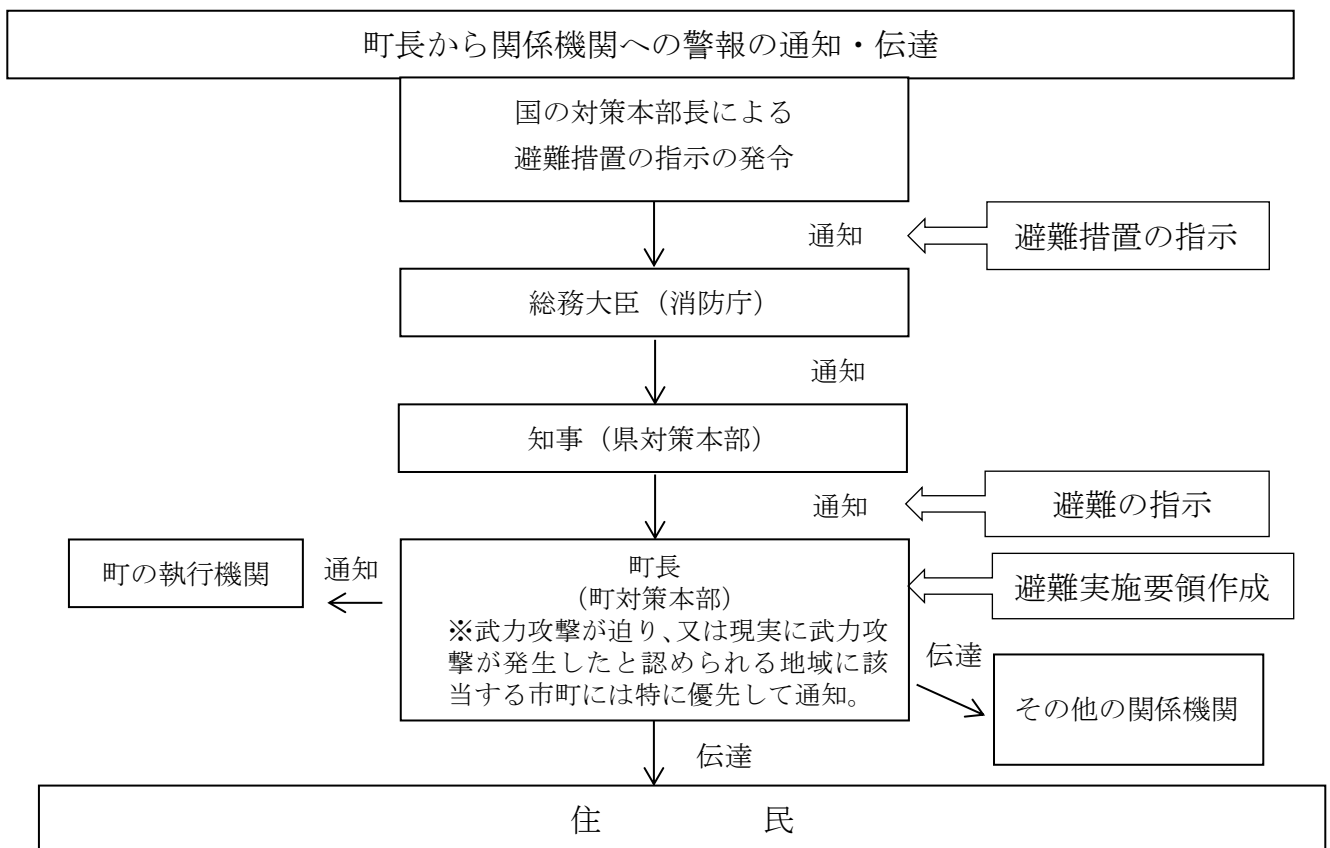 町長から関係機関への警報の通知・伝達
国の対策本部長による
避難措置の指示の発令
通知
避難措置の指示
総務大臣（消防庁）
通知
知事（県対策本部）
通知
避難の指示
町の執行機関
通知
町長
（町対策本部）
※武力攻撃が迫り、又は現実に武力攻
撃が発生したと認められる地域に該
当する市町には特に優先して通知。
避難実施要領作成
伝達
その他の関係機関
伝達
住　　　　　民